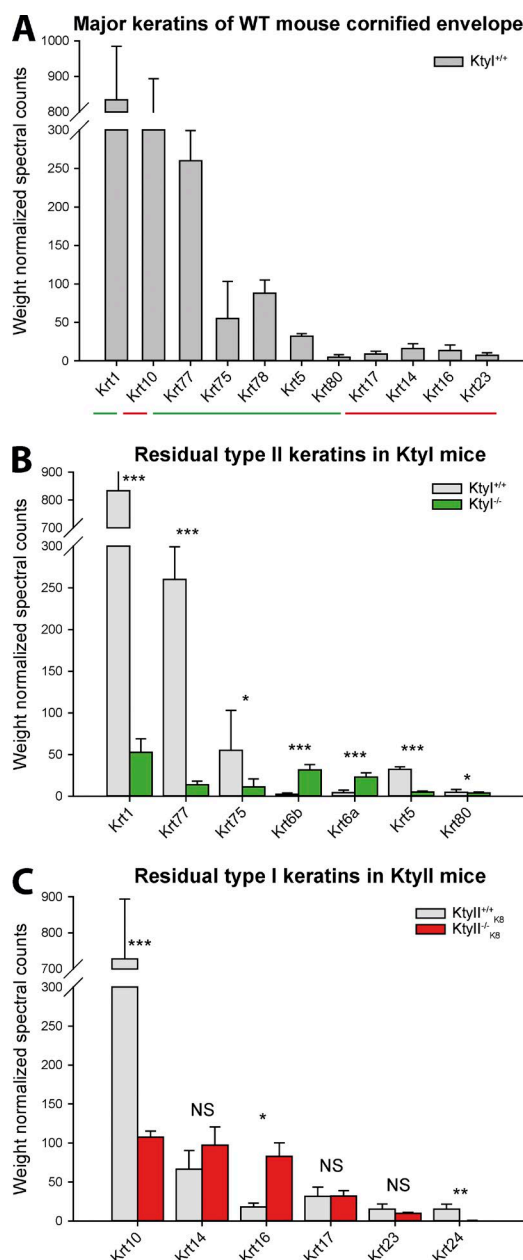 A Major keratins of WT mouse cornified envelope
KtyI+/+
Weight normalized spectral counts
1000
900
800
300
250
200
150
100
50
0
Krt1 Krt10 Krt77 Krt75 Krt78 Krt5 Krt80 Krt17 Krt14 Krt16 Krt23
B Residual type II keratins in KtyI mice
KtyI+/+
KtyI-/-
Weight normalized spectral counts
900
800
700
300
250
200
150
100
50
0
*** *** * *** *** *** *
Krt1 Krt77 Krt75 Krt6b Krt6a Krt5 Krt80
C Residual type I keratins in KtyII mice
KtyII+/+ K8
KtyII-/- K8
Weight normalized spectral counts
900
800
700
300
250
200
150
100
50
0
*** NS * NS NS **
Krt10 Krt14 Krt16 Krt17 Krt23 Krt24